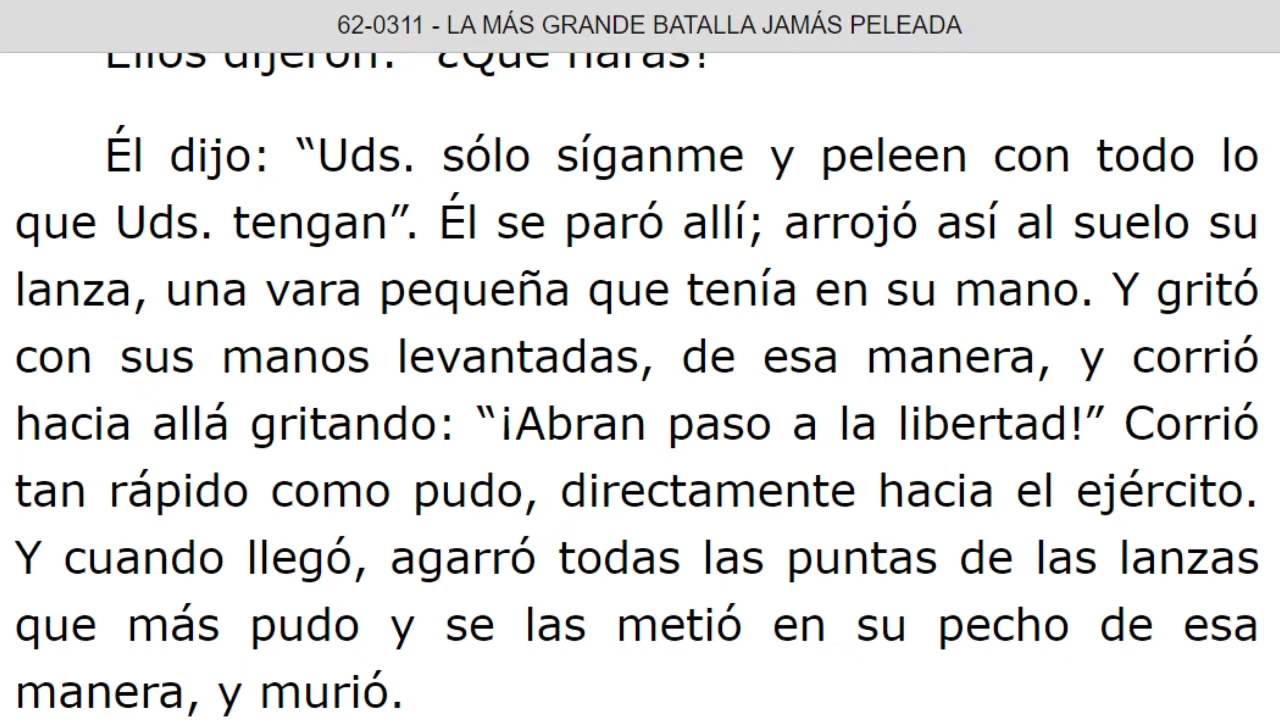 62-0311 - LA MÁS GRANDE BATALLA JAMÁS PELEADA
Ellos dijeron: “¿Qué harás?
Él dijo: “Uds. sólo síganme y peleen con todo lo
que Uds. tengan”. Él se paró allí; arrojó así al suelo su
lanza, una vara pequeña que tenía en su mano. Y gritó
con sus manos levantadas, de esa manera, y corrió
hacia allá gritando: “¡Abran paso a la libertad!” Corrió
tan rápido como pudo, directamente hacia el ejército.
Y cuando llegó, agarró todas las puntas de las lanzas
que más pudo y se las metió en su pecho de esa
manera, y murió.